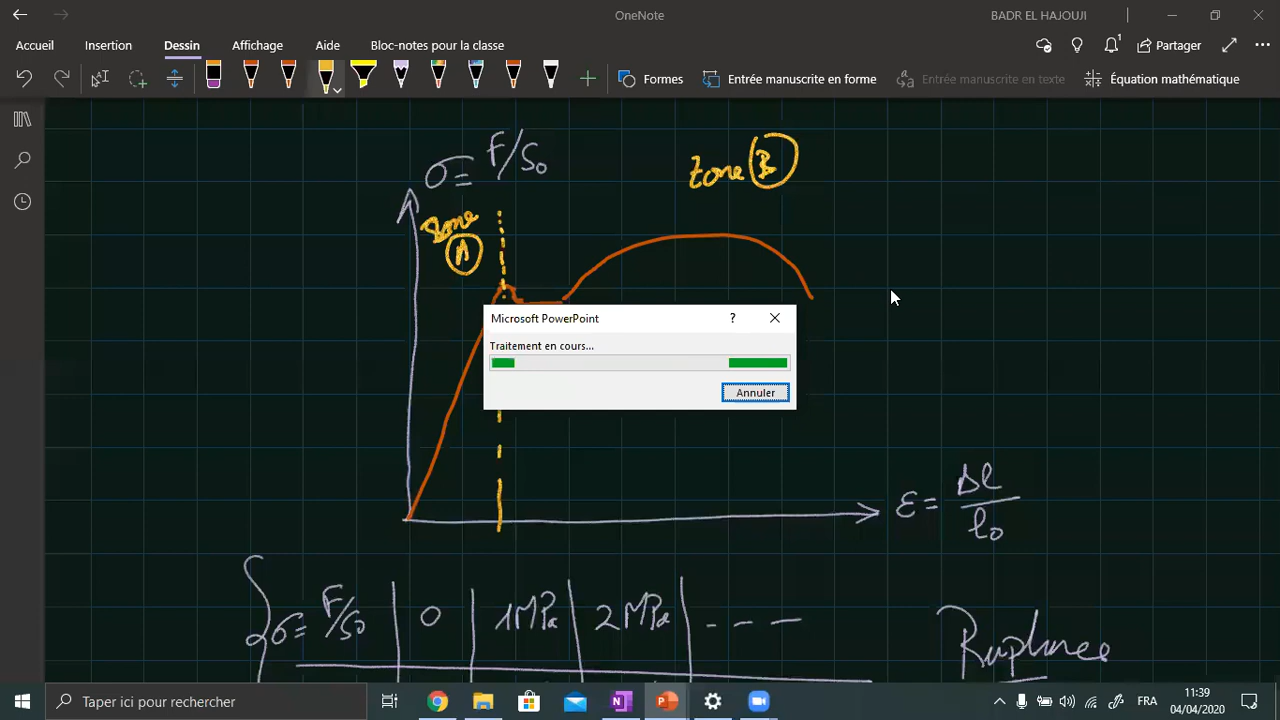 OneNote
BADR EL HAJOUJI
Accueil Insertion Dessin Affichage Aide Bloc-notes pour la classe
Partager
Formes Entrée manuscrite en forme Entrée manuscrite en texte Équation mathématique
σ = F/S₀
zone B
zone A
Microsoft PowerPoint ? 
Traitement en cours...
Annuler
ε = Δl / l₀
σ = F/S₀ | 0 | 1MPa | 2MPa | - - -
Rupture
Taper ici pour rechercher
FRA
11:39
04/04/2020